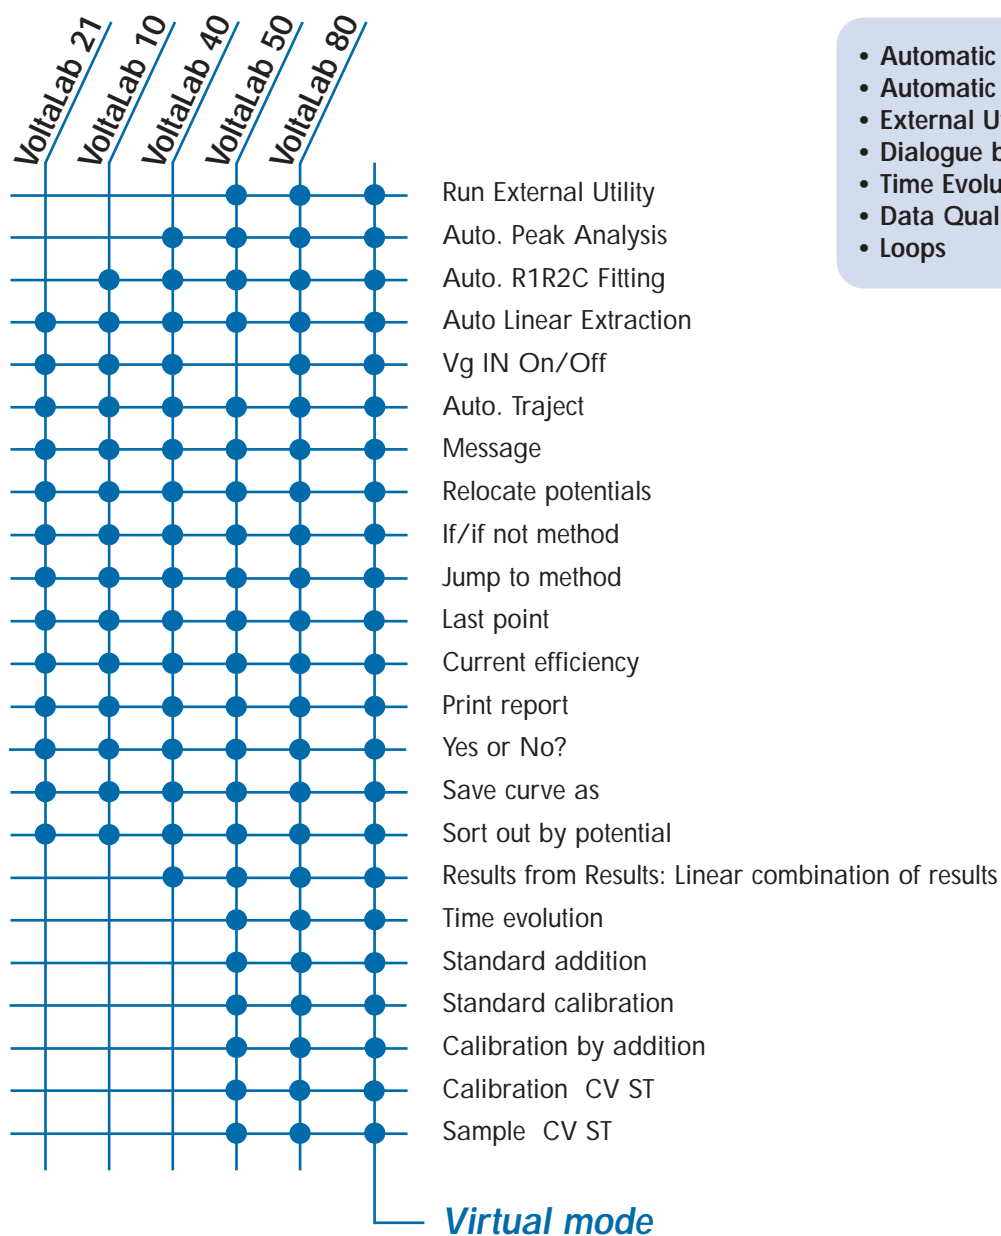 VoltaLab 21
VoltaLab 10
VoltaLab 40
VoltaLab 50
VoltaLab 80
• Automatic
• Automatic
• External U
• Dialogue b
• Time Evolu
• Data Quali
• Loops
Run External Utility
Auto. Peak Analysis
Auto. R1R2C Fitting
Auto Linear Extraction
Vg IN On/Off
Auto. Traject
Message
Relocate potentials
If/if not method
Jump to method
Last point
Current efficiency
Print report
Yes or No?
Save curve as
Sort out by potential
Results from Results: Linear combination of results
Time evolution
Standard addition
Standard calibration
Calibration by addition
Calibration CV ST
Sample CV ST
Virtual mode